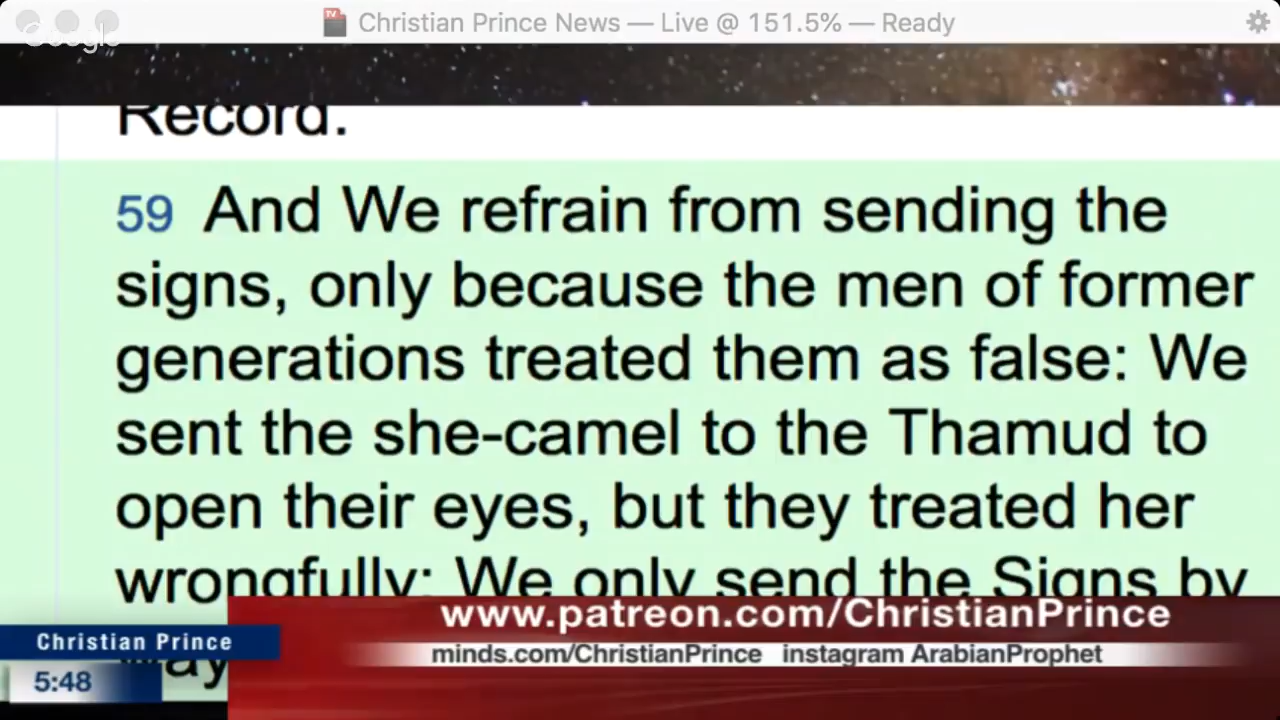 Christian Prince News — Live @ 151.5% — Ready
Google
Record.
59 And We refrain from sending the
signs, only because the men of former
generations treated them as false: We
sent the she-camel to the Thamud to
open their eyes, but they treated her
wrongfully: We only send the Signs by
www.patreon.com/ChristianPrince
Christian Prince
minds.com/ChristianPrince instagram ArabianProphet
5:48